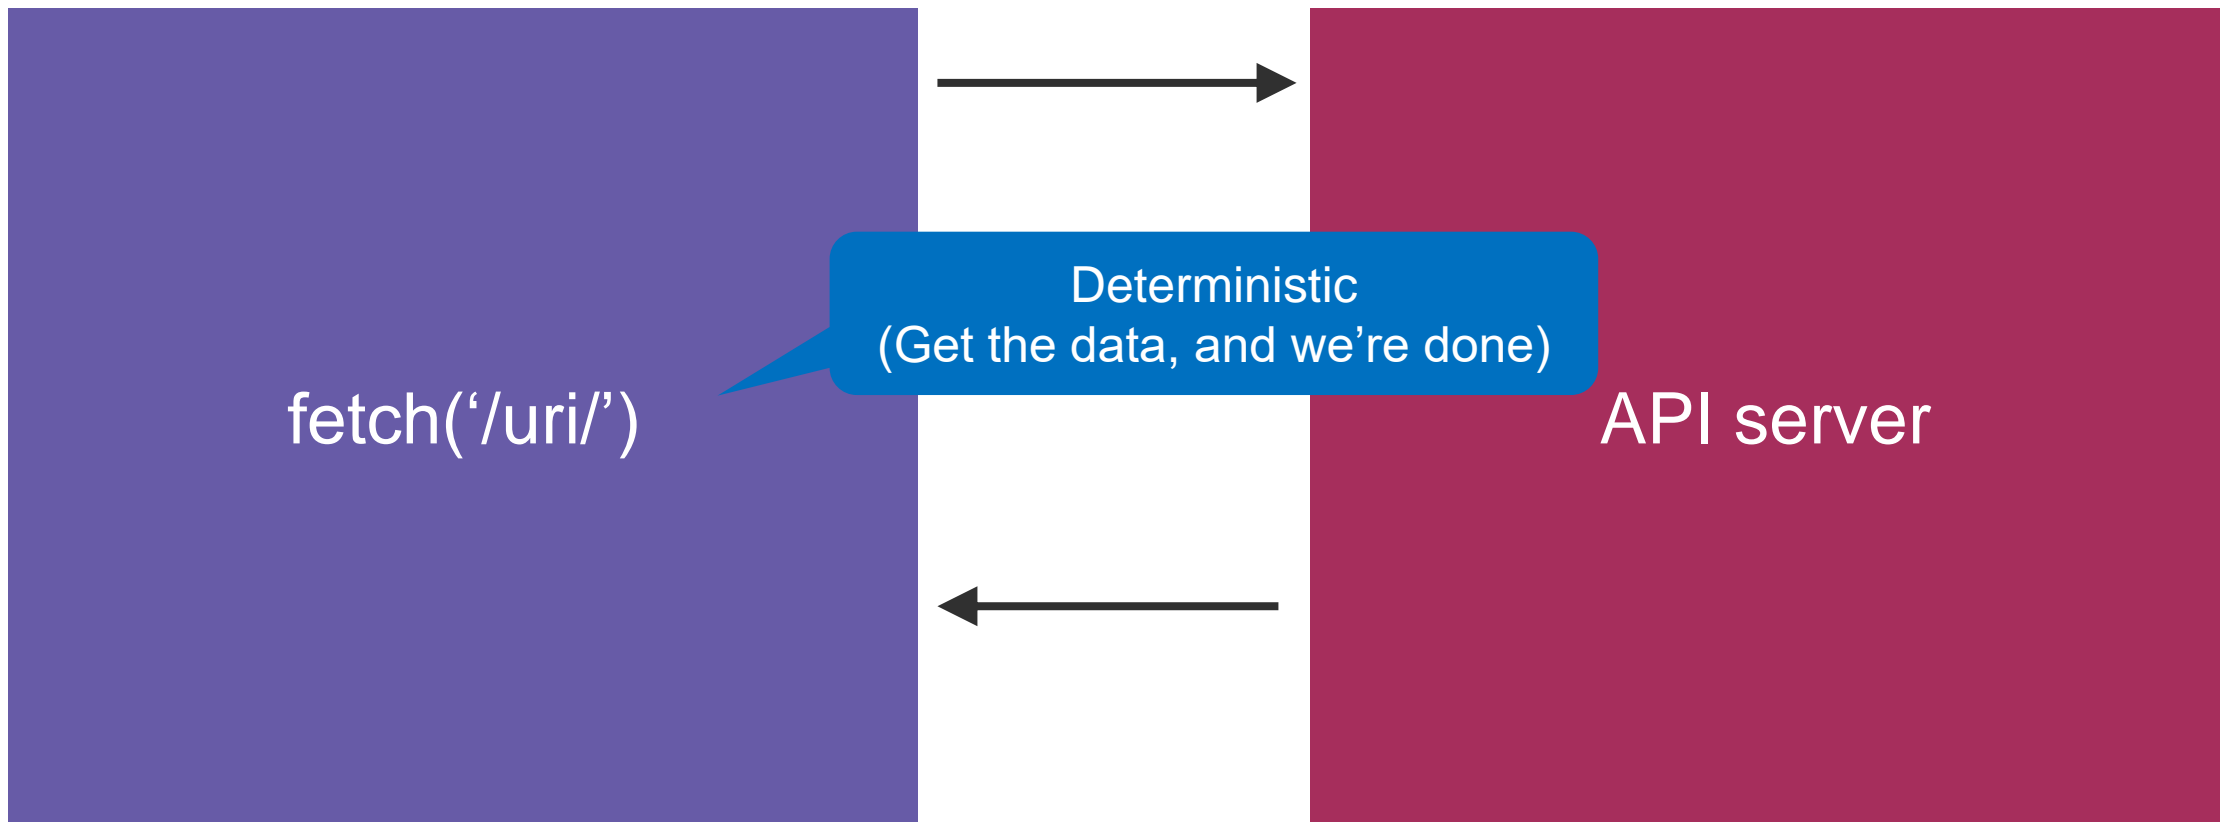 Deterministic
(Get the data, and we’re done)
fetch(‘/uri/’)
API server